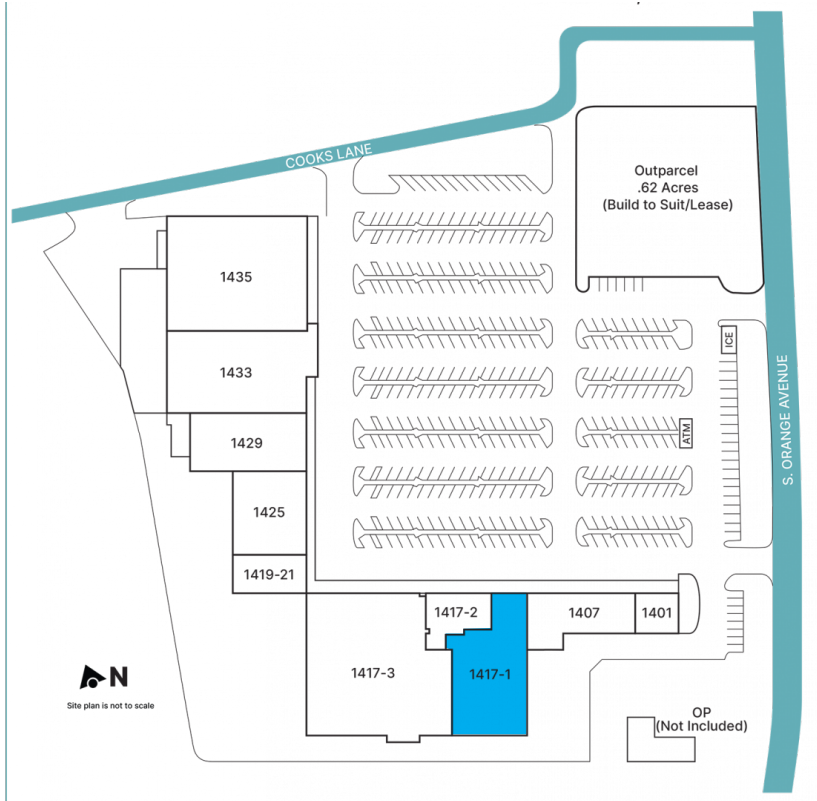 COOKS LANE
Outparcel
.62 Acres
(Build to Suit/Lease)
1435
ICE
1433
S. ORANGE AVENUE
ATM
1429
1425
1419-21
1417-2
1407
1401
1417-3
1417-1
N
Site plan is not to scale
OP
(Not Included)